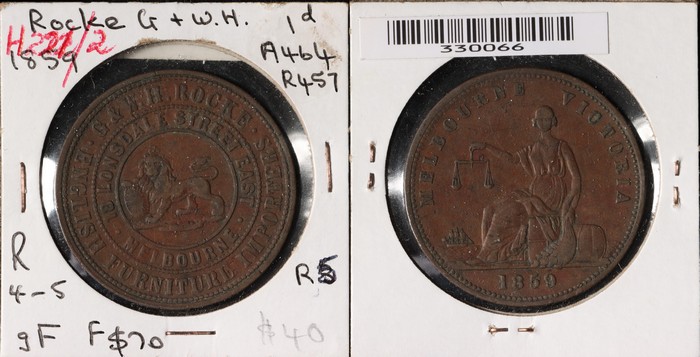 Rocke G + W.H. 1d
H221/2
1859
A464
R457
G & W.H. ROCKE · ENGLISH FURNITURE IMPORTERS ·
12 LONSDALE STREET EAST · MELBOURNE ·
R
4-5
R5
gF F$70
$40
330066
MELBOURNE VICTORIA
1859